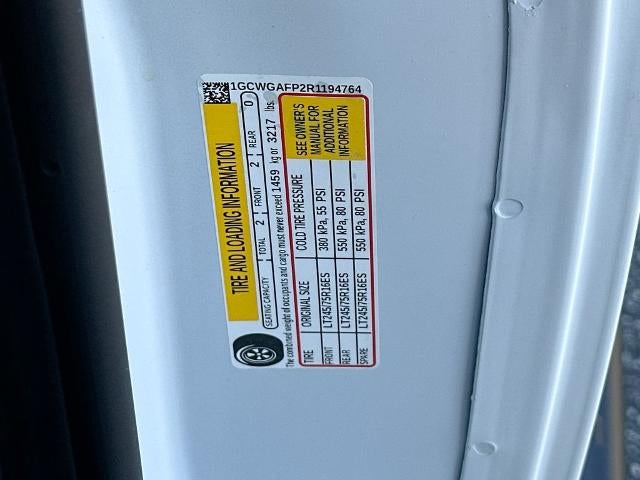 1GCWGAFP2R1194764
TIRE AND LOADING INFORMATION
SEATING CAPACITY TOTAL 2 FRONT 2 REAR 0
The combined weight of occupants and cargo must never exceed 1459 kg or 3217 lbs.
TIRE ORIGINAL SIZE COLD TIRE PRESSURE
FRONT LT245/75R16ES 380 kPa, 55 PSI
REAR LT245/75R16ES 550 kPa, 80 PSI
SPARE LT245/75R16ES 550 kPa, 80 PSI
SEE OWNER'S
MANUAL FOR
ADDITIONAL
INFORMATION